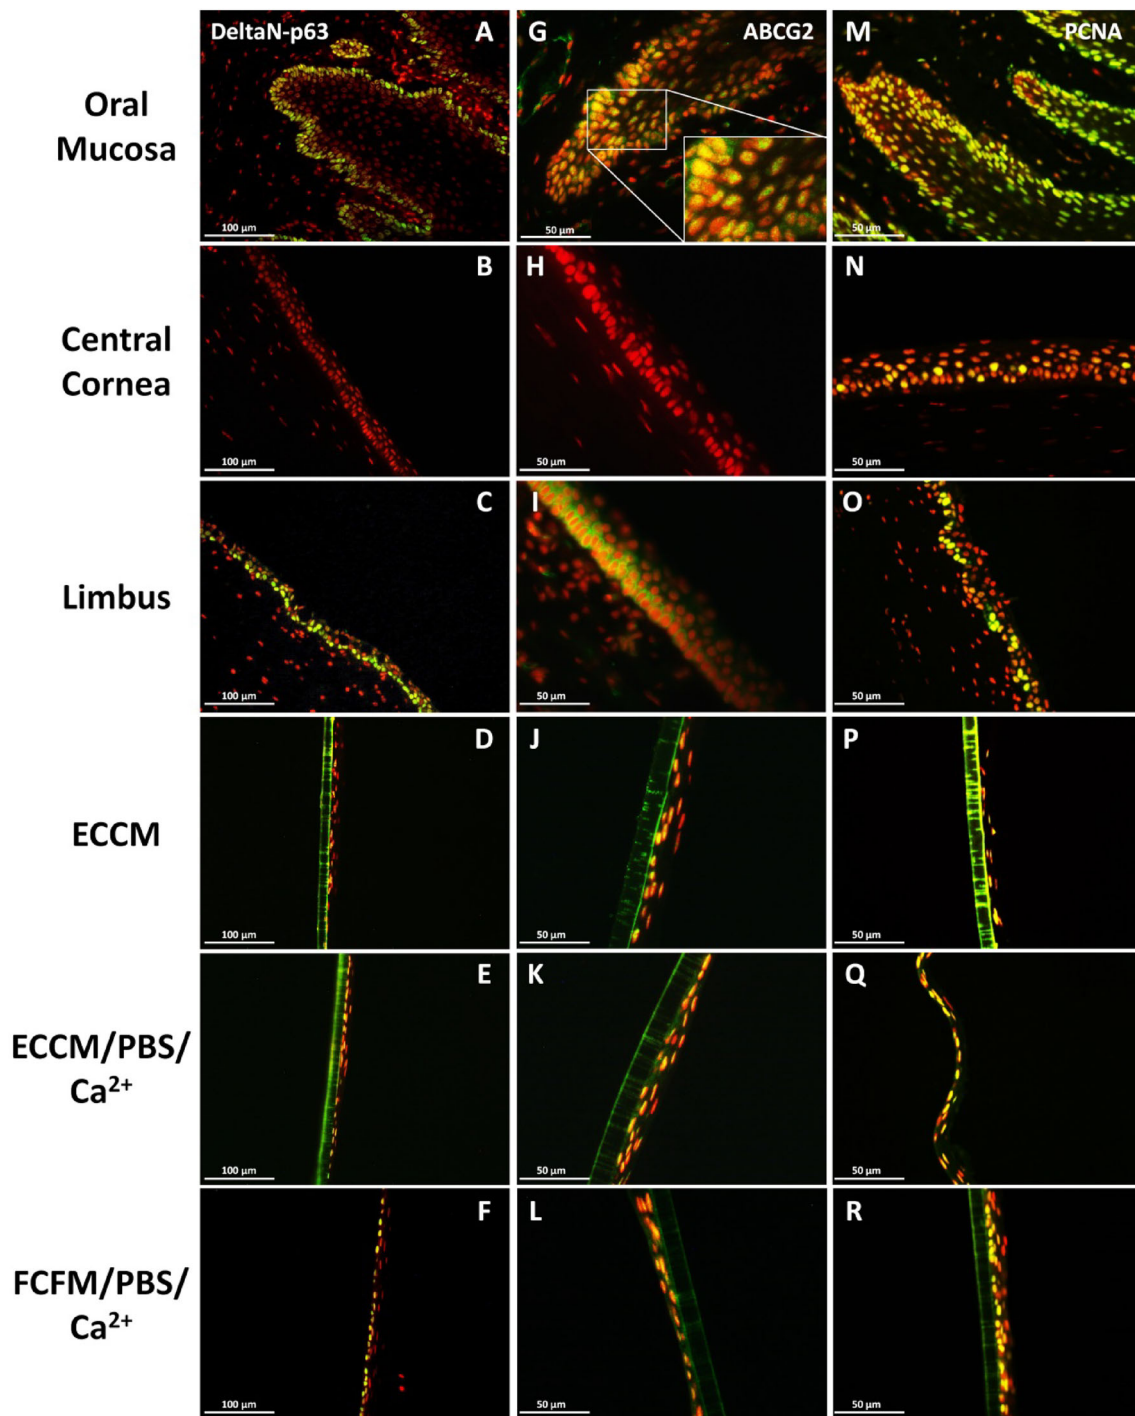 DeltaN-p63 A G ABCG2 M PCNA
Oral
Mucosa
100 µm 50 µm 50 µm
B H N
Central
Cornea
100 µm 50 µm 50 µm
C I O
Limbus
100 µm 50 µm 50 µm
D J P
ECCM
100 µm 50 µm 50 µm
E K Q
ECCM/PBS/
Ca²⁺
100 µm 50 µm 50 µm
F L R
FCFM/PBS/
Ca²⁺
100 µm 50 µm 50 µm